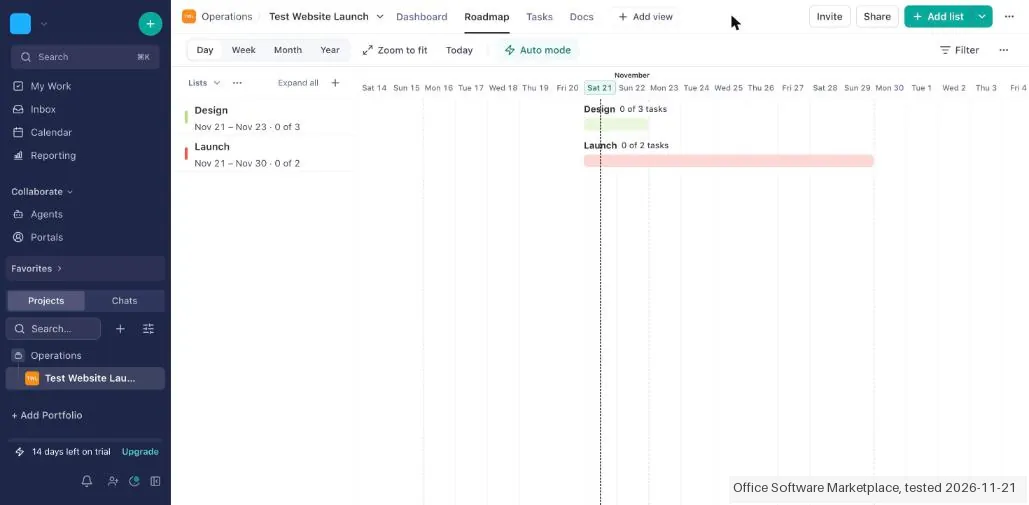 Operations
Test Website Launch
Dashboard
Roadmap
Tasks
Docs
+ Add view
Invite
Share
+ Add list
Search
⌘K
Day
Week
Month
Year
Zoom to fit
Today
Auto mode
Filter
My Work
Inbox
Calendar
Reporting
Collaborate
Agents
Portals
Favorites
Projects
Chats
Search...
Operations
TWL
Test Website Lau...
+ Add Portfolio
14 days left on trial
Upgrade
Lists
Expand all
November
Sat 14 Sun 15 Mon 16 Tue 17 Wed 18 Thu 19 Fri 20 Sat 21 Sun 22 Mon 23 Tue 24 Wed 25 Thu 26 Fri 27 Sat 28 Sun 29 Mon 30 Tue 1 Wed 2 Thu 3 Fri 4
Design
Nov 21 – Nov 23 · 0 of 3
Launch
Nov 21 – Nov 30 · 0 of 2
Design 0 of 3 tasks
Launch 0 of 2 tasks
Office Software Marketplace, tested 2026-11-21